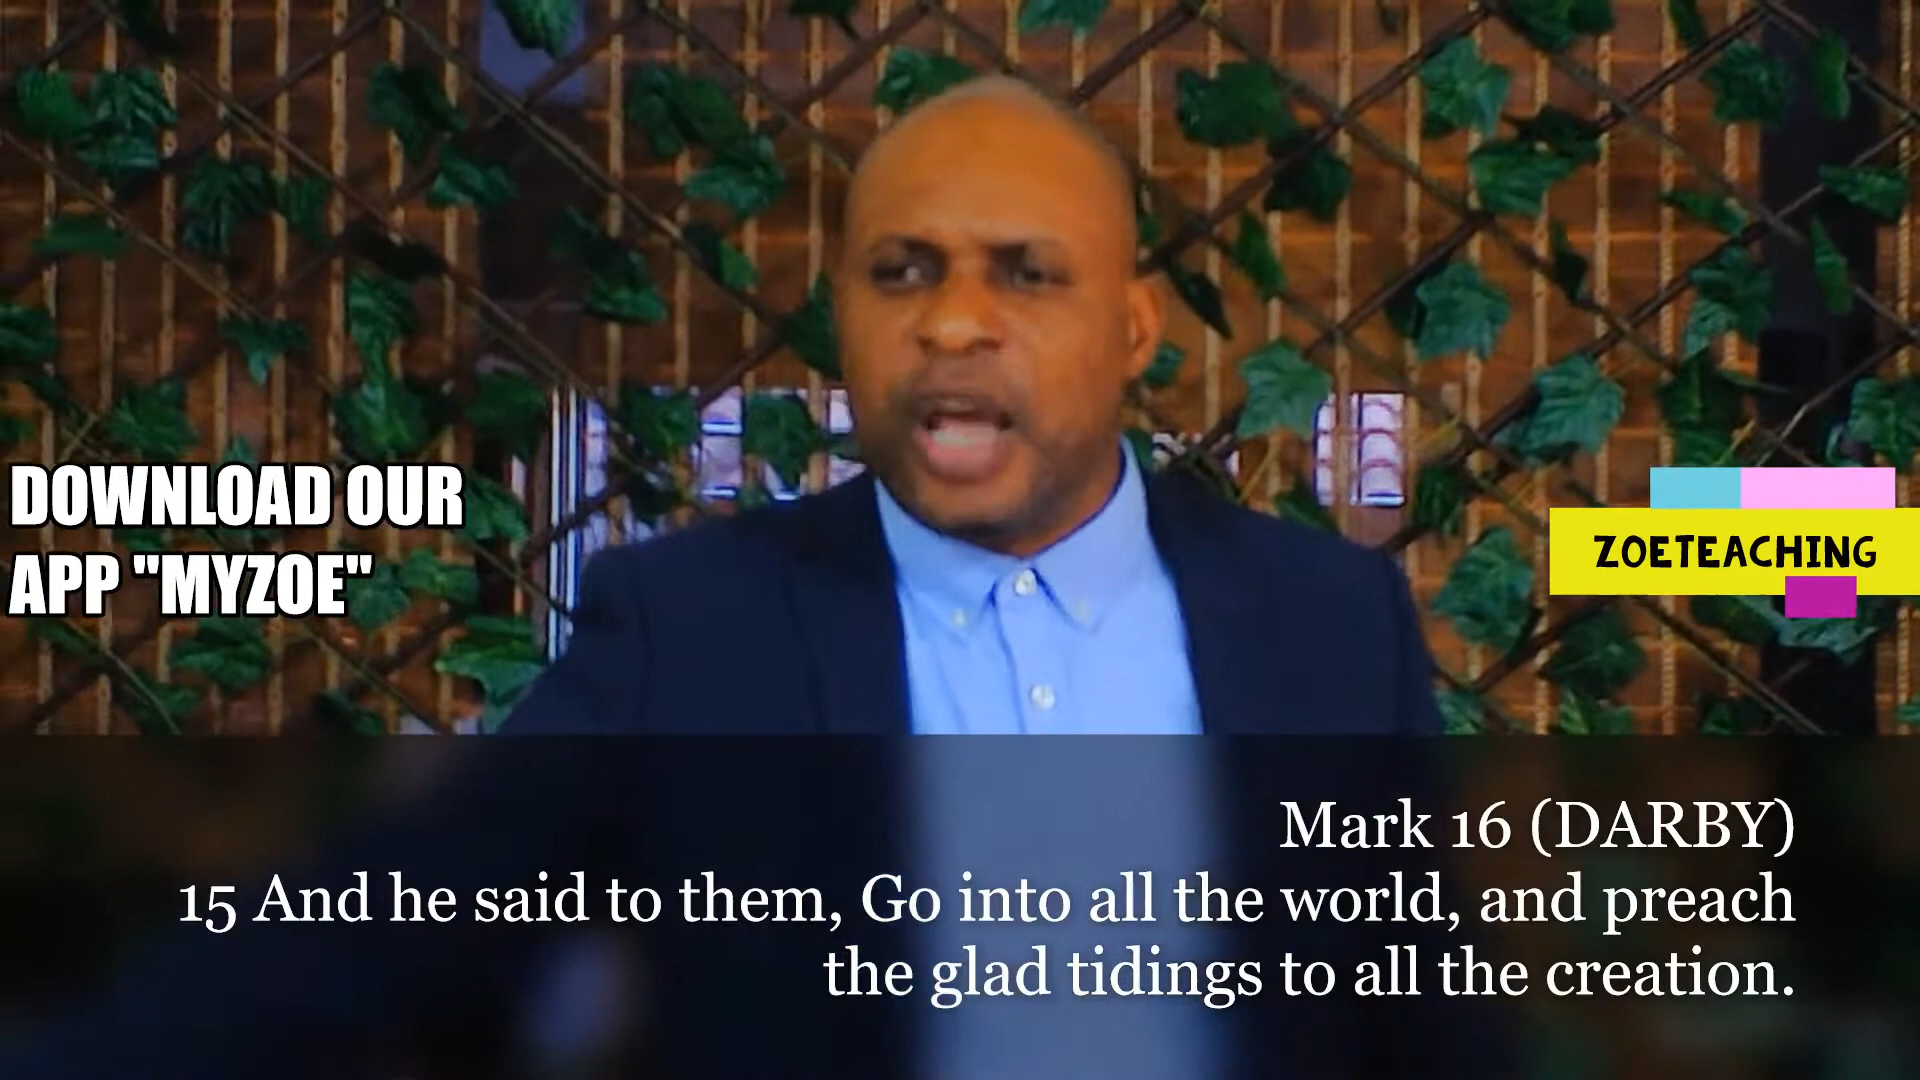 DOWNLOAD OUR
APP "MYZOE"
ZOETEACHING
Mark 16 (DARBY)
15 And he said to them, Go into all the world, and preach
the glad tidings to all the creation.